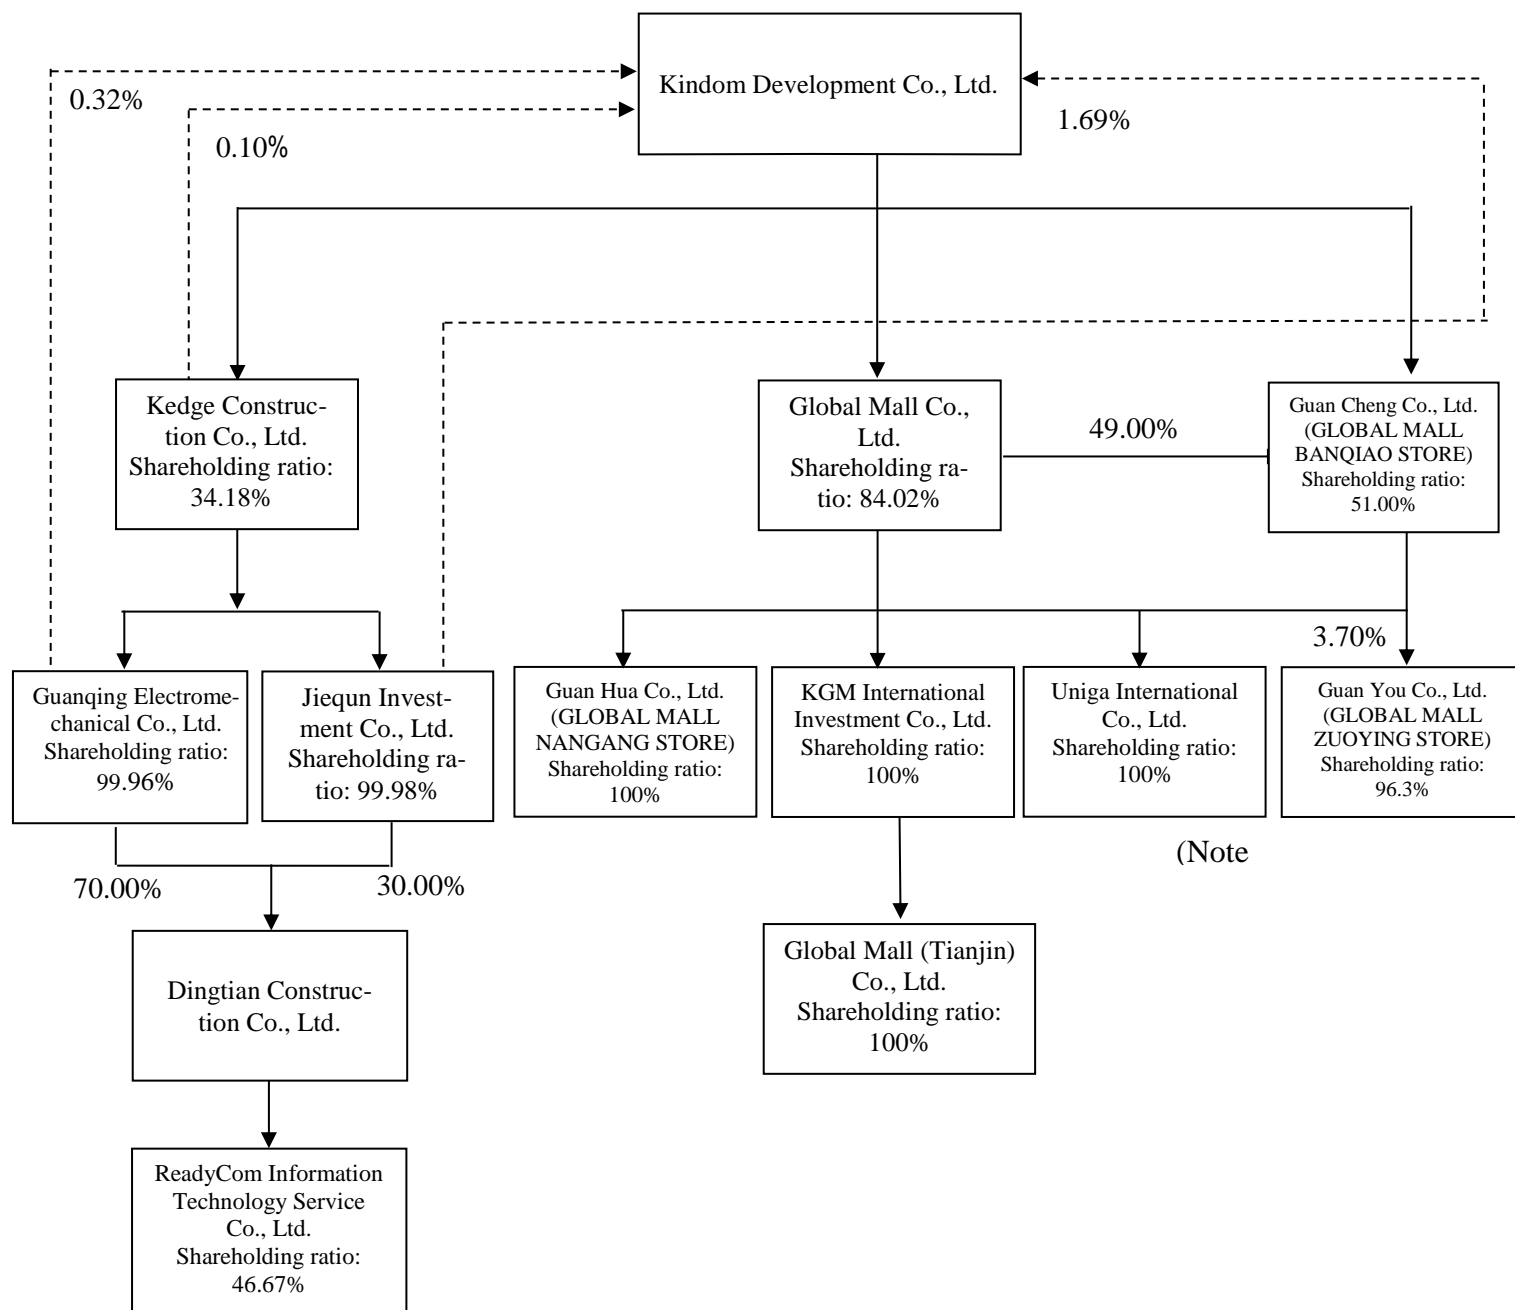 Kindom Development Co., Ltd.
0.32%
0.10%
1.69%
Kedge Construc-
tion Co., Ltd.
Shareholding ratio:
34.18%
Global Mall Co.,
Ltd.
Shareholding ra-
tio: 84.02%
49.00%
Guan Cheng Co., Ltd.
(GLOBAL MALL
BANQIAO STORE)
Shareholding ratio:
51.00%
3.70%
Guanqing Electrome-
chanical Co., Ltd.
Shareholding ratio:
99.96%
Jiequn Invest-
ment Co., Ltd.
Shareholding ra-
tio: 99.98%
Guan Hua Co., Ltd.
(GLOBAL MALL
NANGANG STORE)
Shareholding ratio:
100%
KGM International
Investment Co., Ltd.
Shareholding ratio:
100%
Uniga International
Co., Ltd.
Shareholding ratio:
100%
Guan You Co., Ltd.
(GLOBAL MALL
ZUOYING STORE)
Shareholding ratio:
96.3%
(Note
70.00%
30.00%
Dingtian Construc-
tion Co., Ltd.
Global Mall (Tianjin)
Co., Ltd.
Shareholding ratio:
100%
ReadyCom Information
Technology Service
Co., Ltd.
Shareholding ratio:
46.67%